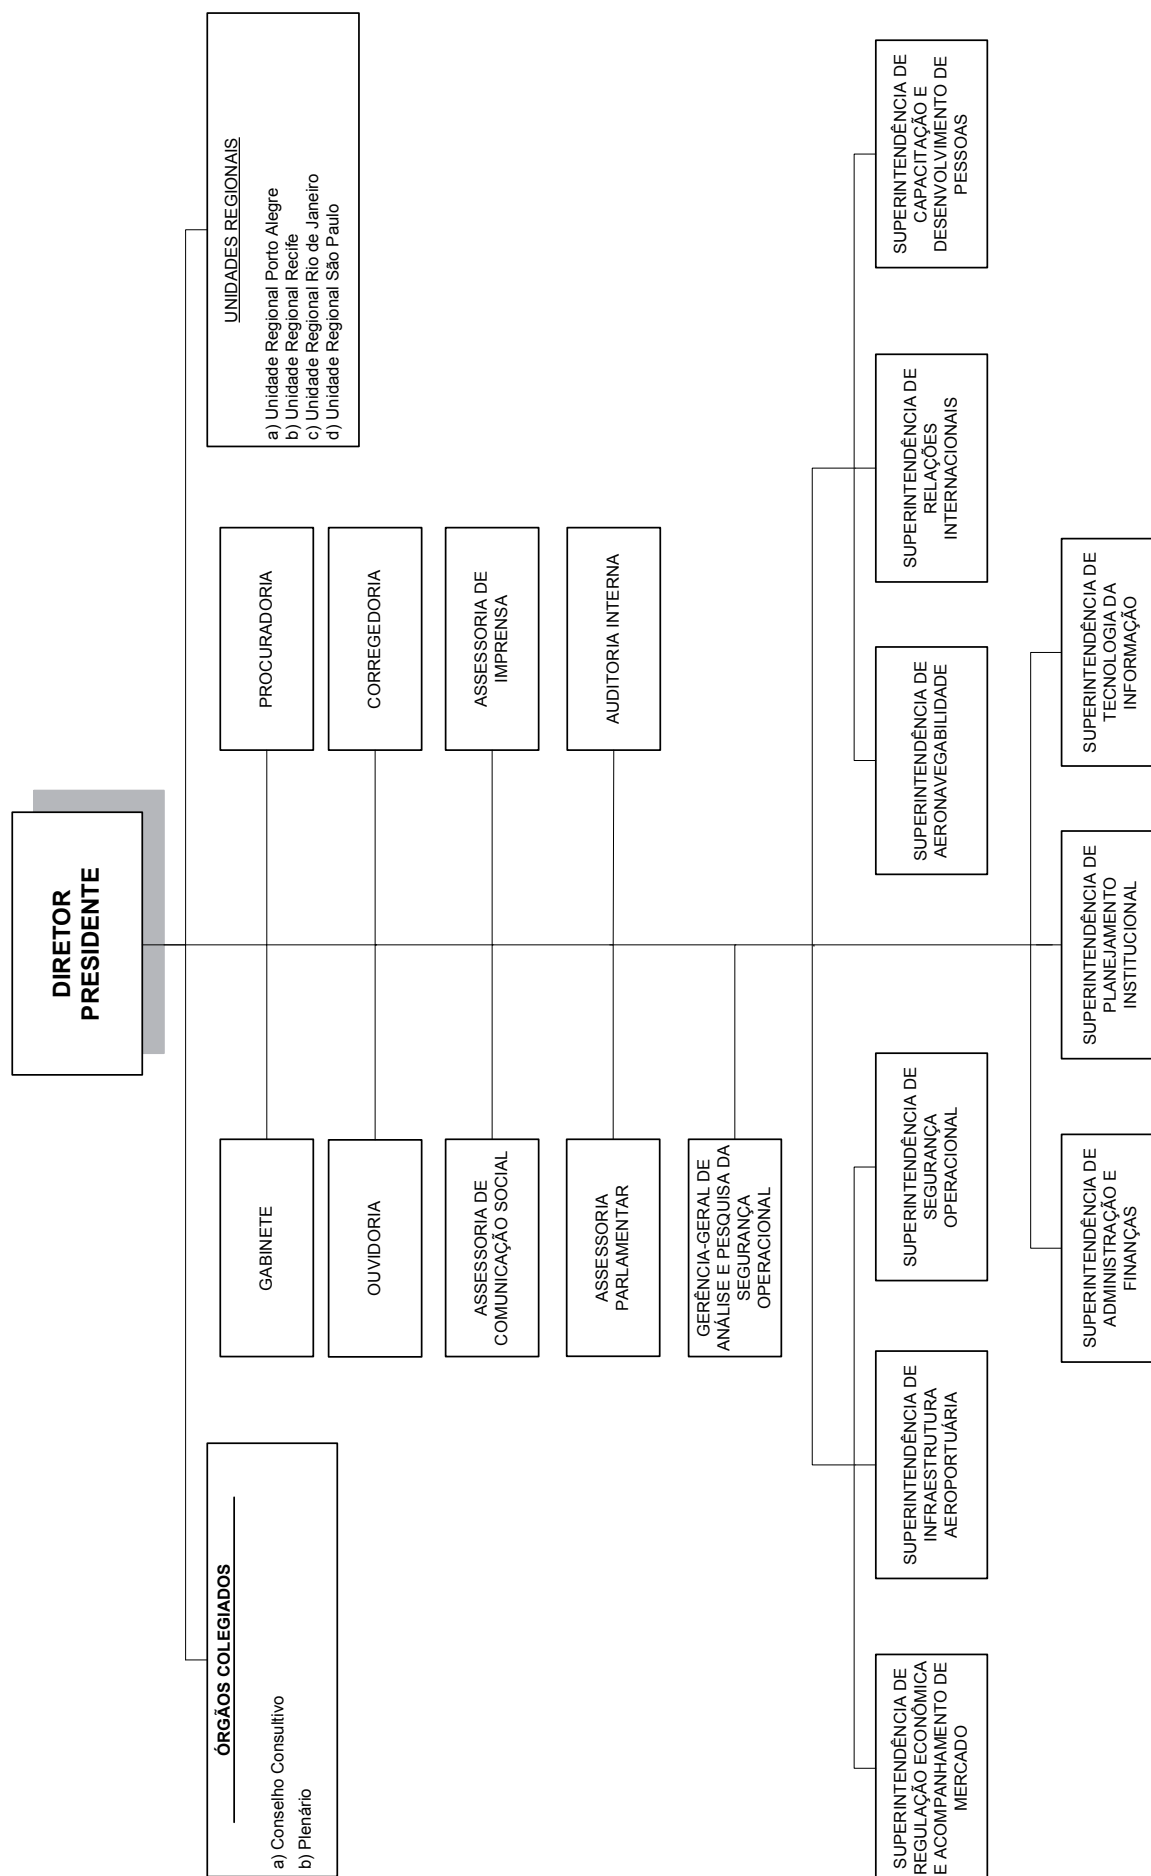 DIRETOR
PRESIDENTE
ÓRGÃOS COLEGIADOS
a) Conselho Consultivo
b) Plenário
UNIDADES REGIONAIS
a) Unidade Regional Porto Alegre
b) Unidade Regional Recife
c) Unidade Regional Rio de Janeiro
d) Unidade Regional São Paulo
GABINETE
PROCURADORIA
OUVIDORIA
CORREGEDORIA
ASSESSORIA DE
COMUNICAÇÃO SOCIAL
ASSESSORIA DE
IMPRENSA
ASSESSORIA
PARLAMENTAR
AUDITORIA INTERNA
GERÊNCIA-GERAL DE
ANÁLISE E PESQUISA DA
SEGURANÇA
OPERACIONAL
SUPERINTENDÊNCIA DE
REGULAÇÃO ECONÔMICA
E ACOMPANHAMENTO DE
MERCADO
SUPERINTENDÊNCIA DE
INFRAESTRUTURA
AEROPORTUÁRIA
SUPERINTENDÊNCIA DE
SEGURANÇA
OPERACIONAL
SUPERINTENDÊNCIA DE
AERONAVEGABILIDADE
SUPERINTENDÊNCIA DE
RELAÇÕES
INTERNACIONAIS
SUPERINTENDÊNCIA DE
CAPACITAÇÃO E
DESENVOLVIMENTO DE
PESSOAS
SUPERINTENDÊNCIA DE
ADMINISTRAÇÃO E
FINANÇAS
SUPERINTENDÊNCIA DE
PLANEJAMENTO
INSTITUCIONAL
SUPERINTENDÊNCIA DE
TECNOLOGIA DA
INFORMAÇÃO